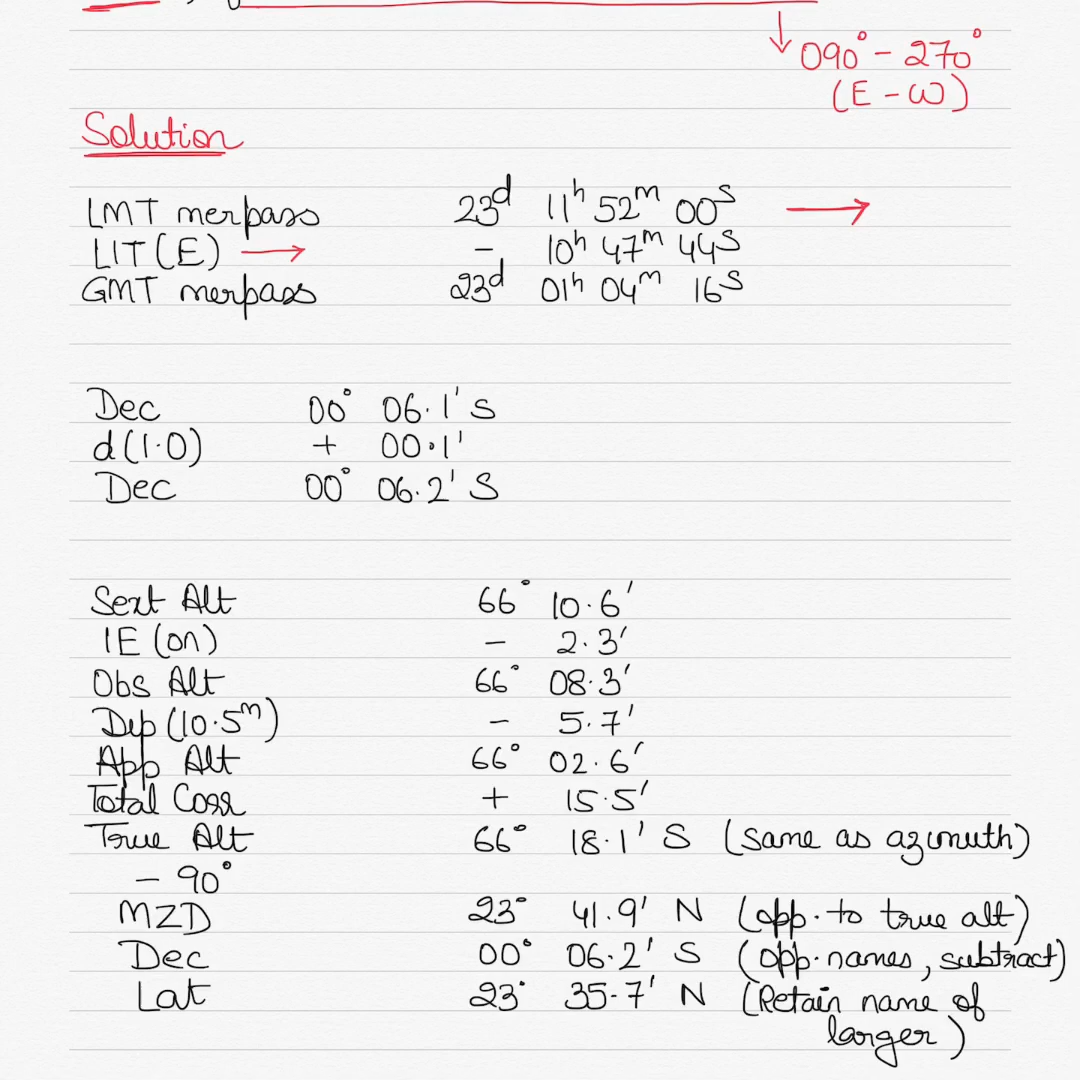 ↓ 090° - 270°
(E - W)
Solution
LMT merpass 23d 11h 52m 00s →
LIT (E) → - 10h 47m 44s
GMT merpass 23d 01h 04m 16s
Dec 00° 06.1' S
d (1.0) + 00.1'
Dec 00° 06.2' S
Sext Alt 66° 10.6'
IE (on) - 2.3'
Obs Alt 66° 08.3'
Dip (10.5m) - 5.7'
App Alt 66° 02.6'
Total Corr + 15.5'
True Alt 66° 18.1' S (same as azimuth)
- 90°
MZD 23° 41.9' N (opp. to true alt)
Dec 00° 06.2' S (opp. names, subtract)
Lat 23° 35.7' N (Retain name of
larger)